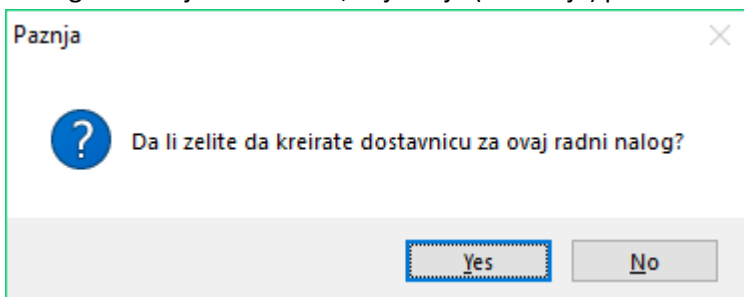 Paznja
Da li zelite da kreirate dostavnicu za ovaj radni nalog?
Yes
No